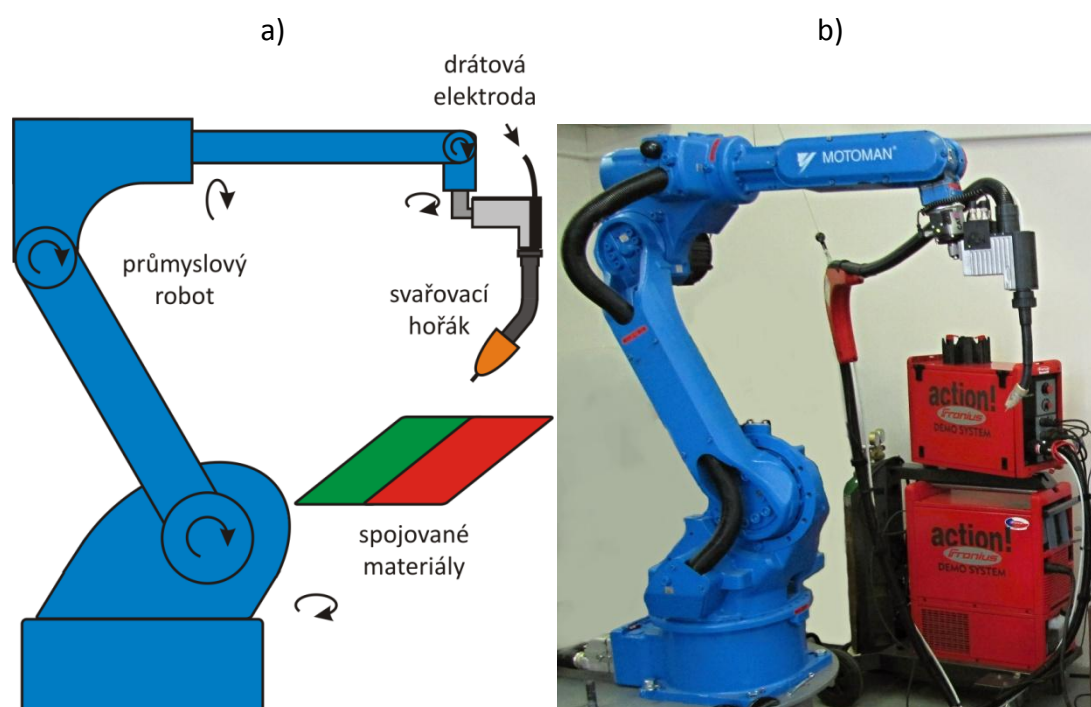 a)
b)
drátová
elektroda
průmyslový
robot
svařovací
hořák
spojované
materiály
MOTOMAN®
action!
Fronius
DEMO SYSTEM
action!
Fronius
DEMO SYSTEM